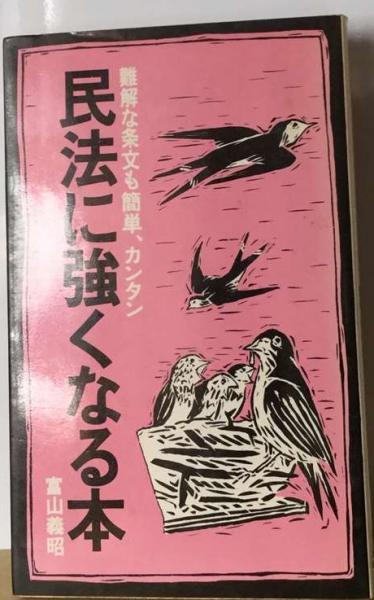 難解な条文も簡単、カンタン
民法に強くなる本
富山義昭